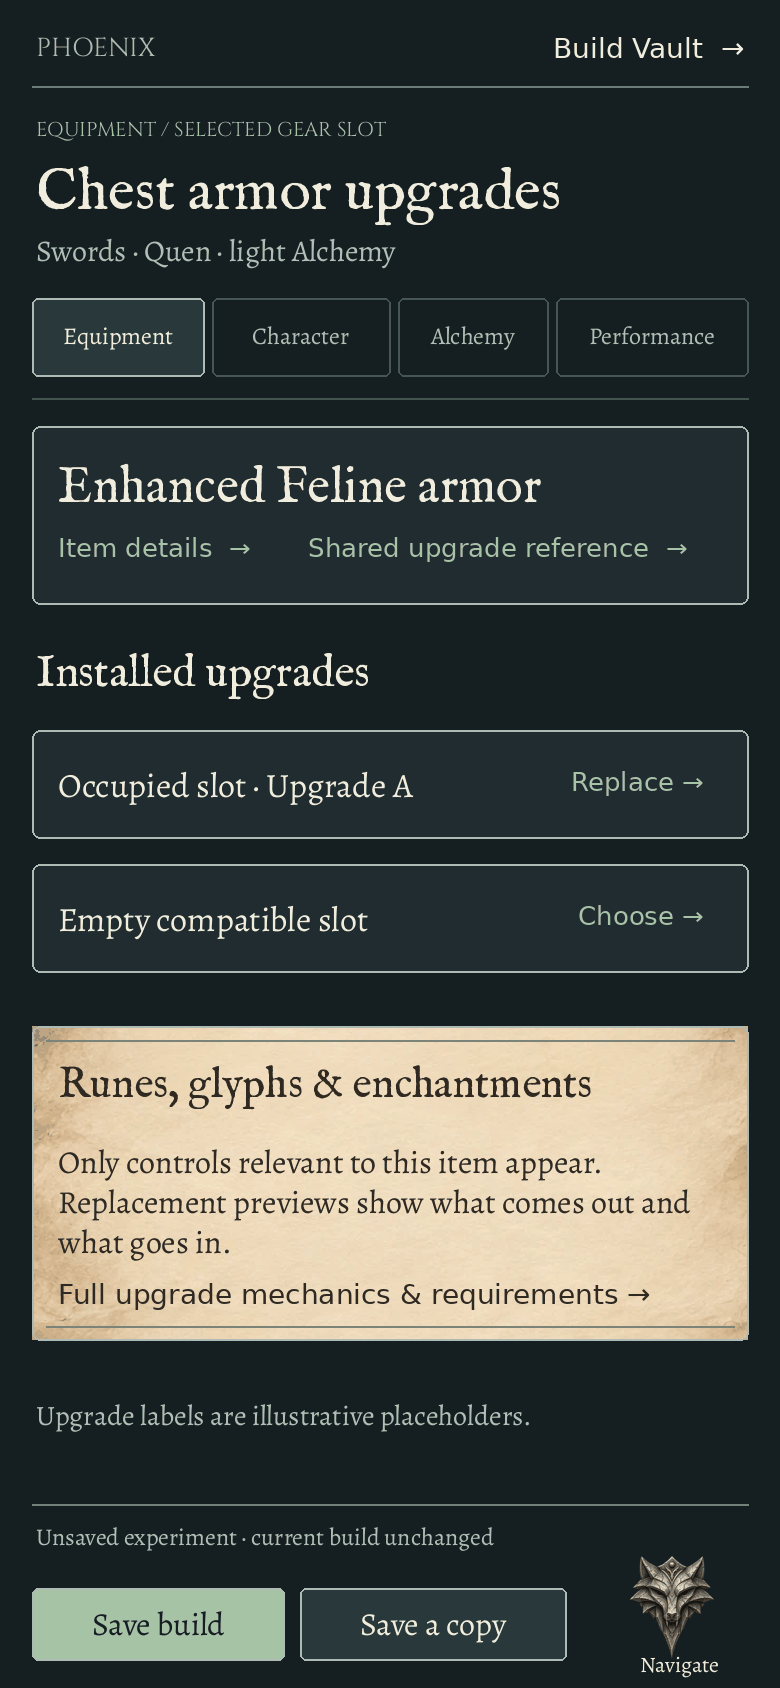 PHOENIX
Build Vault →
EQUIPMENT / SELECTED GEAR SLOT
Chest armor upgrades
Swords · Quen · light Alchemy
Equipment
Character
Alchemy
Performance
Enhanced Feline armor
Item details →
Shared upgrade reference →
Installed upgrades
Occupied slot · Upgrade A
Replace →
Empty compatible slot
Choose →
Runes, glyphs & enchantments
Only controls relevant to this item appear.
Replacement previews show what comes out and
what goes in.
Full upgrade mechanics & requirements →
Upgrade labels are illustrative placeholders.
Unsaved experiment · current build unchanged
Save build
Save a copy
Navigate